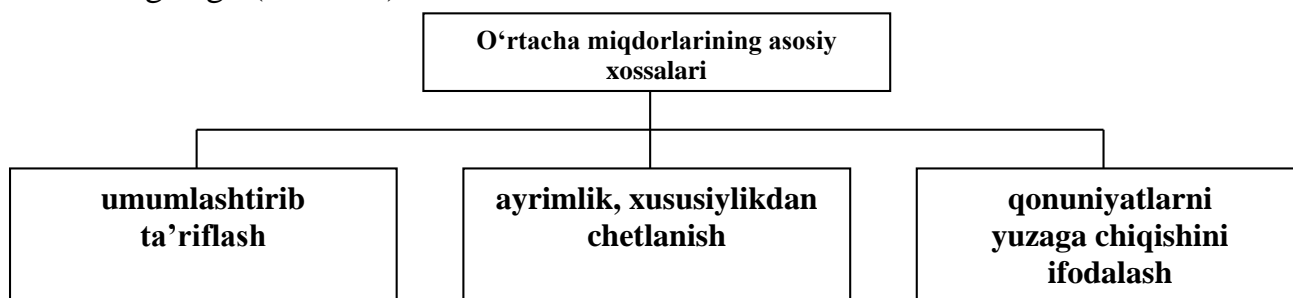 O‘rtacha miqdorlarining asosiy
xossalari
umumlashtirib
ta’riflash
ayrimlik, xususiylikdan
chetlanish
qonuniyatlarni
yuzaga chiqishini
ifodalash